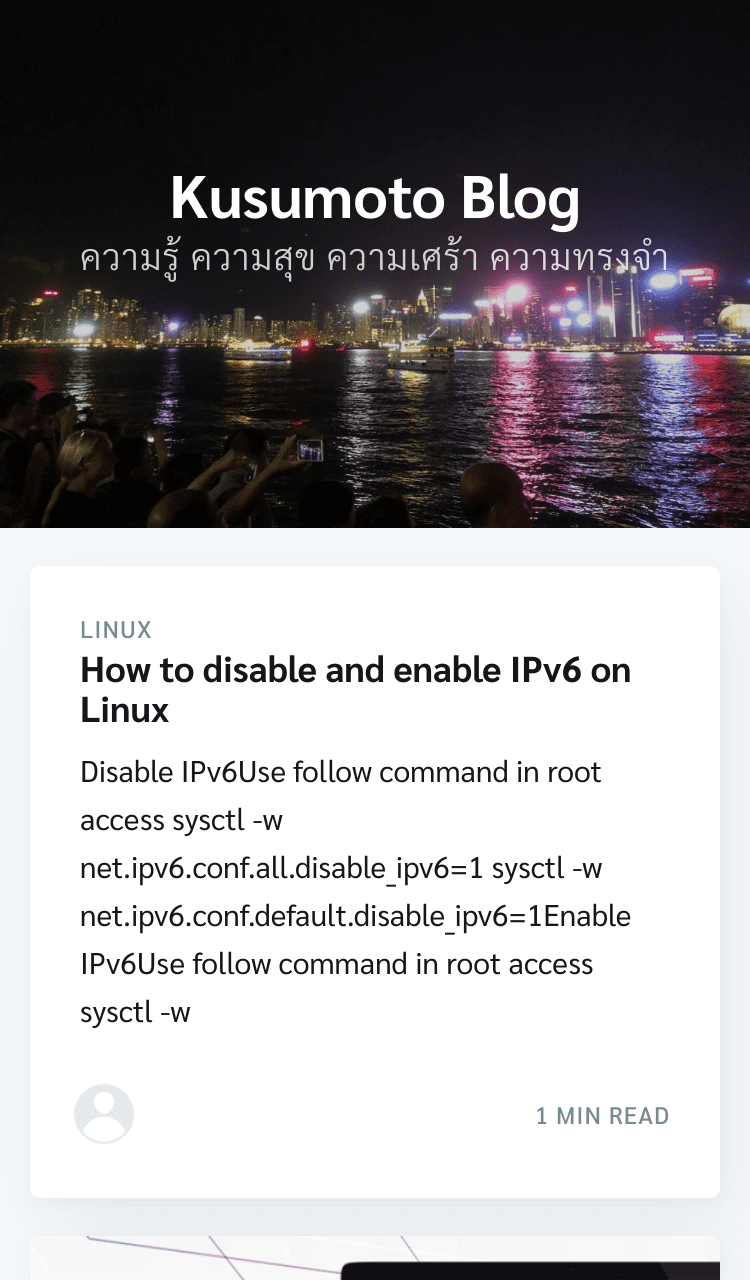 Kusumoto Blog
ความรู้ ความสุข ความเศร้า ความทรงจำ
LINUX
How to disable and enable IPv6 on
Linux
Disable IPv6Use follow command in root
access sysctl -w
net.ipv6.conf.all.disable_ipv6=1 sysctl -w
net.ipv6.conf.default.disable_ipv6=1Enable
IPv6Use follow command in root access
sysctl -w
1 MIN READ